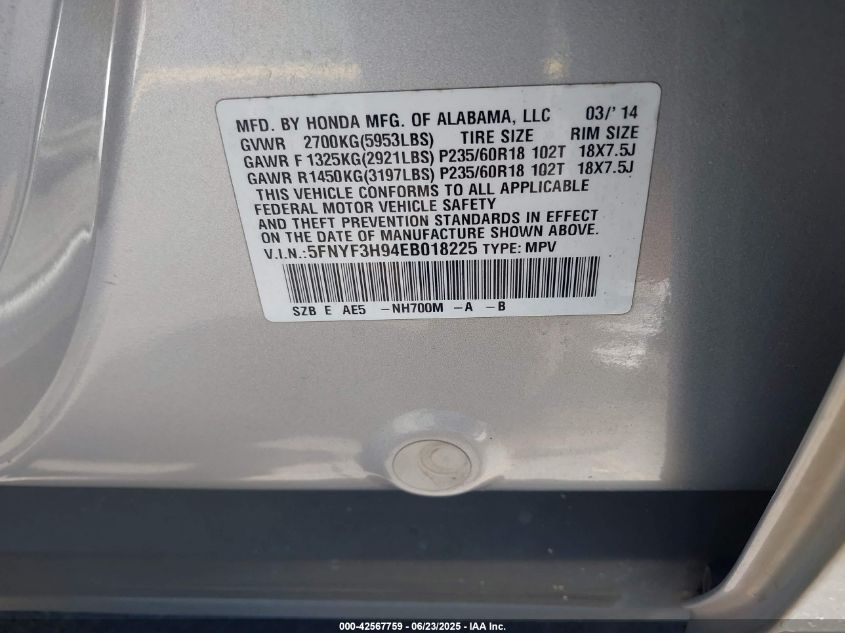 MFD. BY HONDA MFG. OF ALABAMA, LLC 03/'14
GVWR 2700KG(5953LBS) TIRE SIZE RIM SIZE
GAWR F 1325KG(2921LBS) P235/60R18 102T 18X7.5J
GAWR R1450KG(3197LBS) P235/60R18 102T 18X7.5J
THIS VEHICLE CONFORMS TO ALL APPLICABLE
FEDERAL MOTOR VEHICLE SAFETY
AND THEFT PREVENTION STANDARDS IN EFFECT
ON THE DATE OF MANUFACTURE SHOWN ABOVE.
V.I.N.:5FNYF3H94EB018225 TYPE: MPV
SZB E AE5 -NH700M -A -B
000-42567759 - 06/23/2025 - IAA Inc.